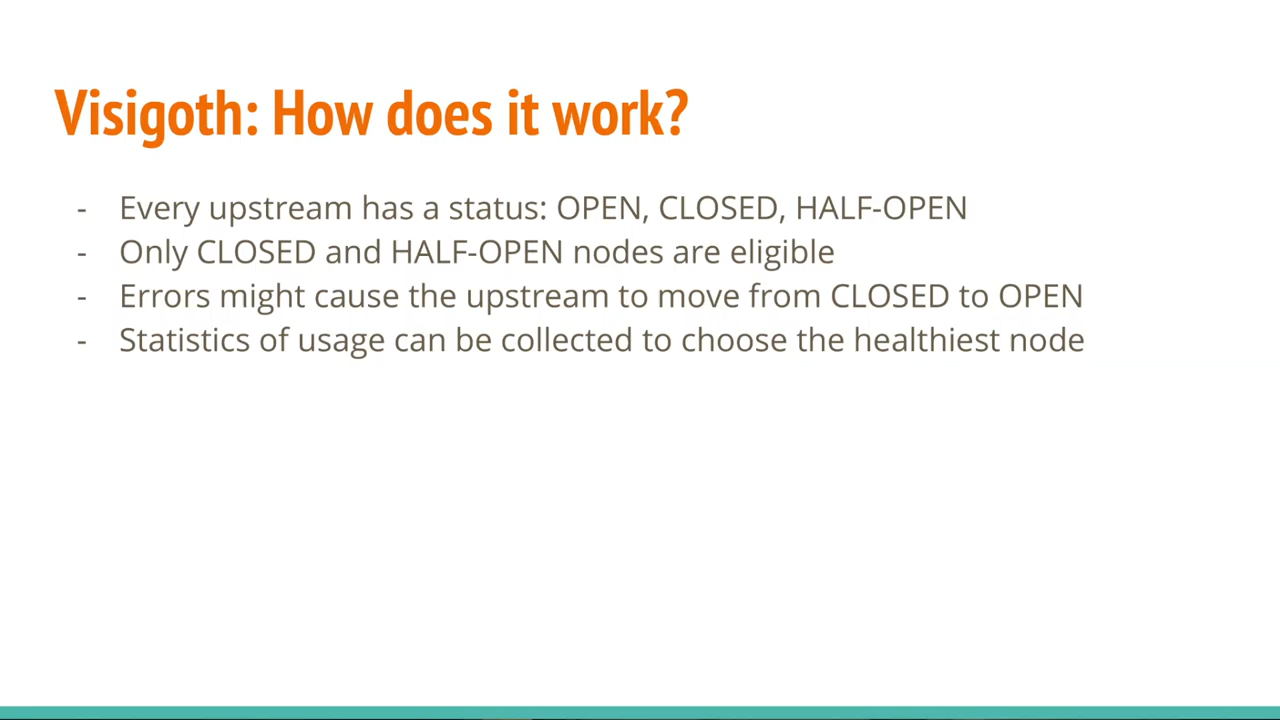 Visigoth: How does it work?
- Every upstream has a status: OPEN, CLOSED, HALF-OPEN
- Only CLOSED and HALF-OPEN nodes are eligible
- Errors might cause the upstream to move from CLOSED to OPEN
- Statistics of usage can be collected to choose the healthiest node